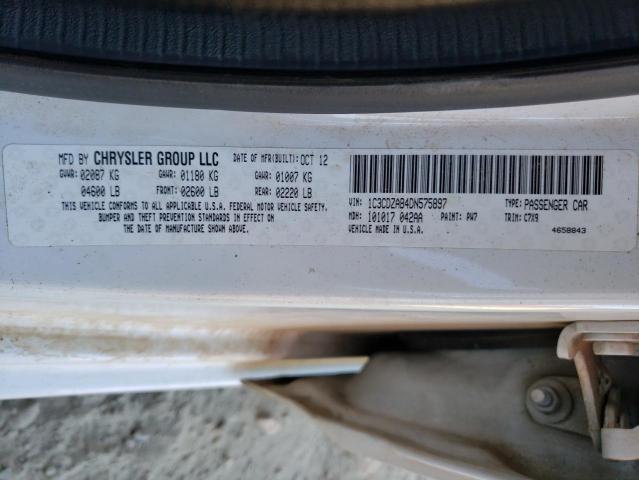 MFD BY CHRYSLER GROUP LLC DATE OF MFR(BUILT): OCT 12
GVWR: 02087 KG GAWR: 01180 KG GAWR: 01007 KG
04600 LB FRONT: 02600 LB REAR: 02220 LB
THIS VEHICLE CONFORMS TO ALL APPLICABLE U.S.A. FEDERAL MOTOR VEHICLE SAFETY,
BUMPER AND THEFT PREVENTION STANDARDS IN EFFECT ON
THE DATE OF MANUFACTURE SHOWN ABOVE.
VIN: 1C3CDZAB4DN575897 TYPE: PASSENGER CAR
MDH: 101017 042AA PAINT: PW7 TRIM: C7X9
VEHICLE MADE IN U.S.A. 4658843